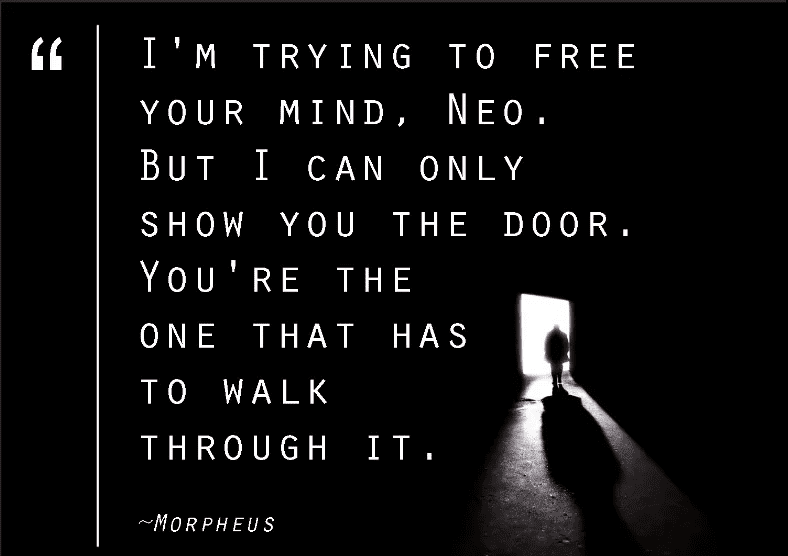 “
I'm trying to free
your mind, Neo.
But I can only
show you the door.
You're the
one that has
to walk
through it.
~Morpheus